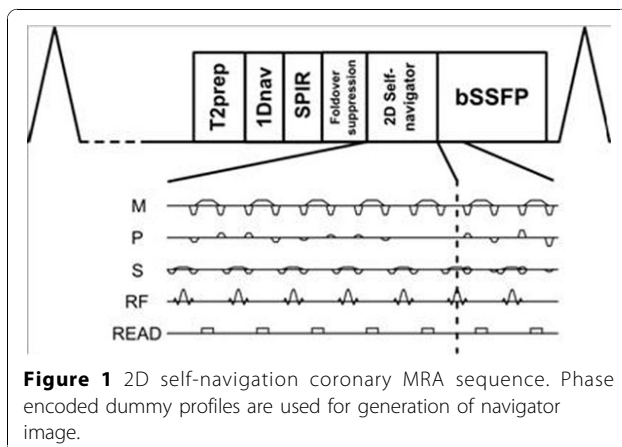 T2prep
1Dnav
SPIR
Foldover
suppression
2D Self-
navigator
bSSFP
M
P
S
RF
READ
Figure 1 2D self-navigation coronary MRA sequence. Phase
encoded dummy profiles are used for generation of navigator
image.